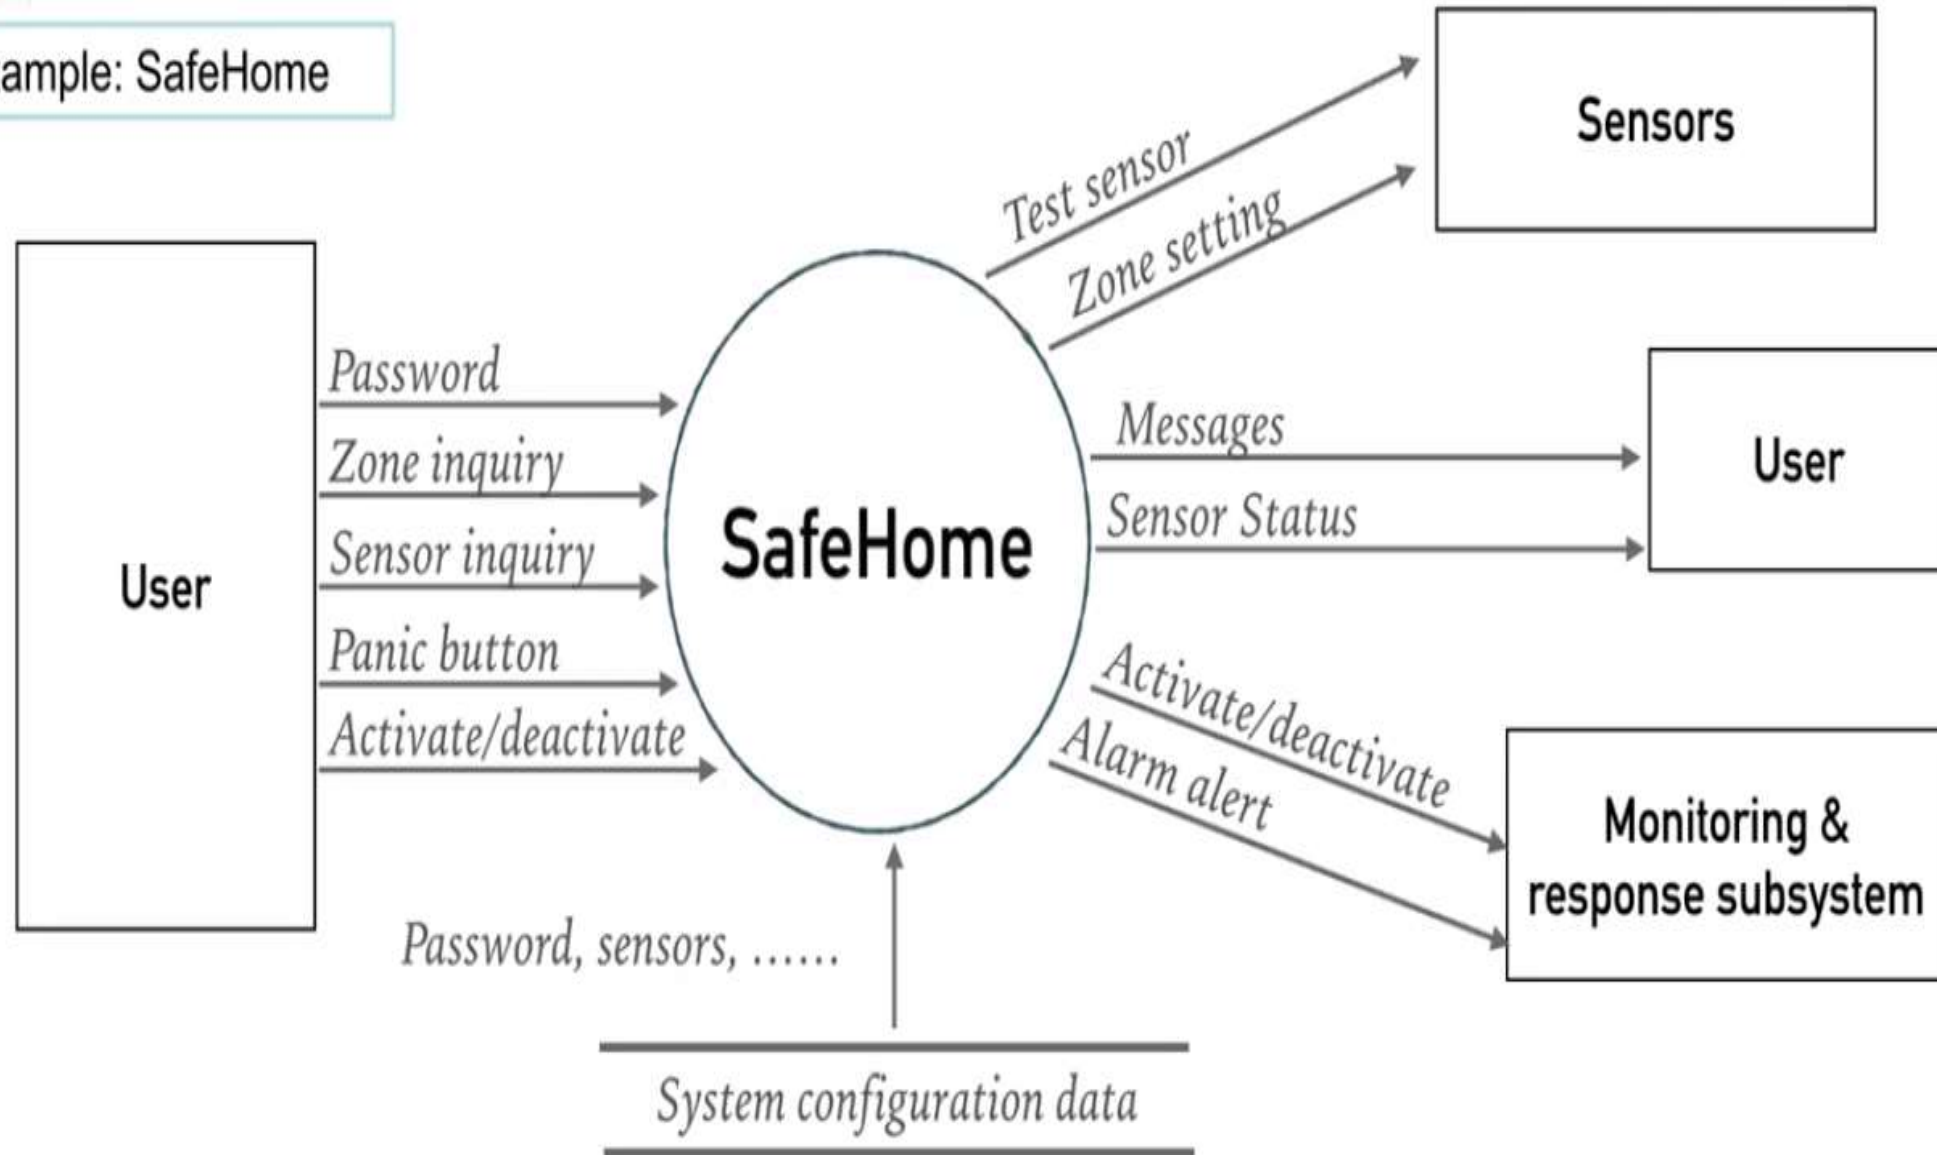 ample: SafeHome
Sensors
Test sensor
Zone setting
User
Password
Zone inquiry
Sensor inquiry
Panic button
Activate/deactivate
SafeHome
Messages
Sensor Status
User
Activate/deactivate
Alarm alert
Monitoring &
response subsystem
Password, sensors, ......
System configuration data